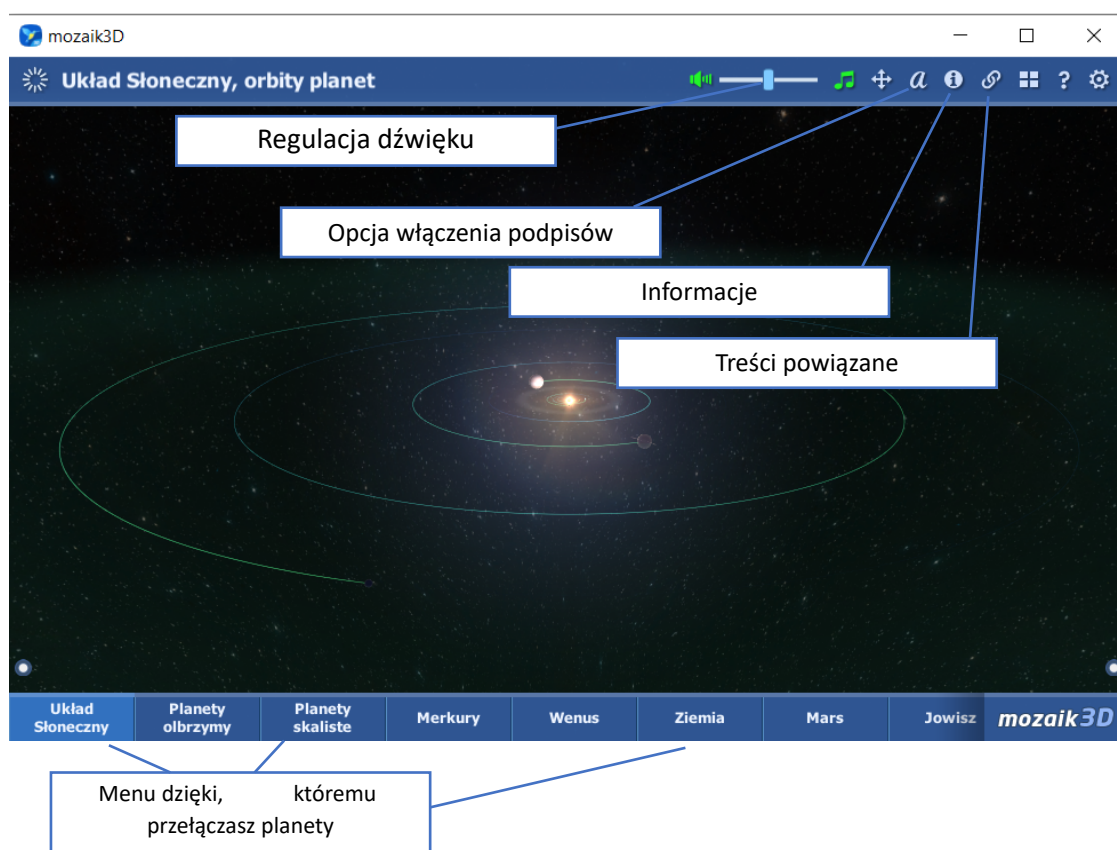 mozaik3D
Układ Słoneczny, orbity planet
Regulacja dźwięku
Opcja włączenia podpisów
Informacje
Treści powiązane
Układ Słoneczny
Planety olbrzymy
Planety skaliste
Merkury
Wenus
Ziemia
Mars
Jowisz
mozaik3D
Menu dzięki, któremu
przełączasz planety